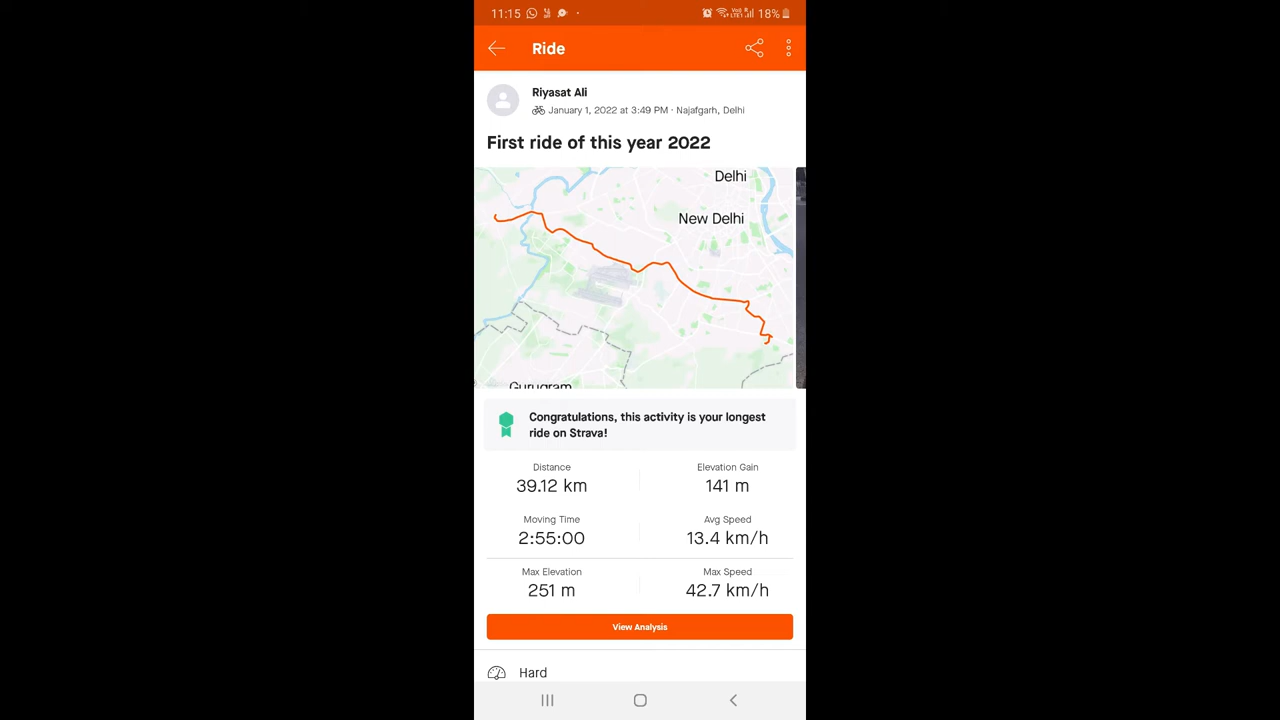 11:15 18%
Ride
Riyasat Ali
January 1, 2022 at 3:49 PM · Najafgarh, Delhi
First ride of this year 2022
Delhi
New Delhi
Gurugram
Congratulations, this activity is your longest
ride on Strava!
Distance Elevation Gain
39.12 km 141 m
Moving Time Avg Speed
2:55:00 13.4 km/h
Max Elevation Max Speed
251 m 42.7 km/h
View Analysis
Hard